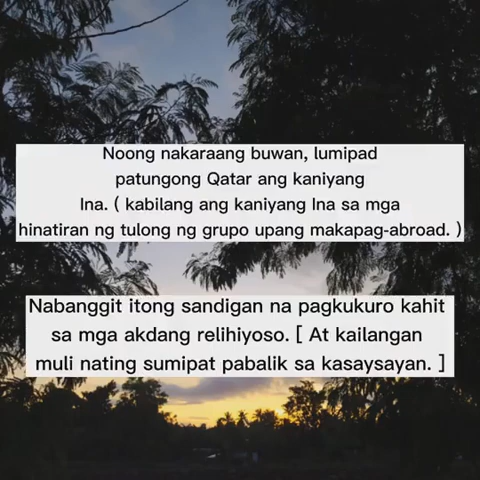 Noong nakaraang buwan, lumipad
patungong Qatar ang kaniyang
Ina. ( kabilang ang kaniyang Ina sa mga
hinatiran ng tulong ng grupo upang makapag-abroad. )
Nabanggit itong sandigan na pagkukuro kahit
sa mga akdang relihiyoso. [ At kailangan
muli nating sumipat pabalik sa kasaysayan. ]